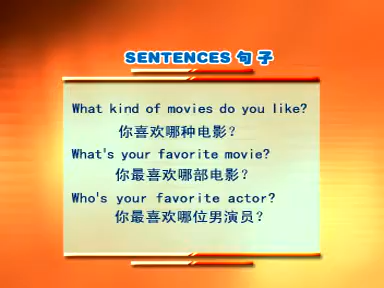 SENTENCES 句子
What kind of movies do you like?
你喜欢哪种电影？
What's your favorite movie?
你最喜欢哪部电影？
Who's your favorite actor?
你最喜欢哪位男演员？